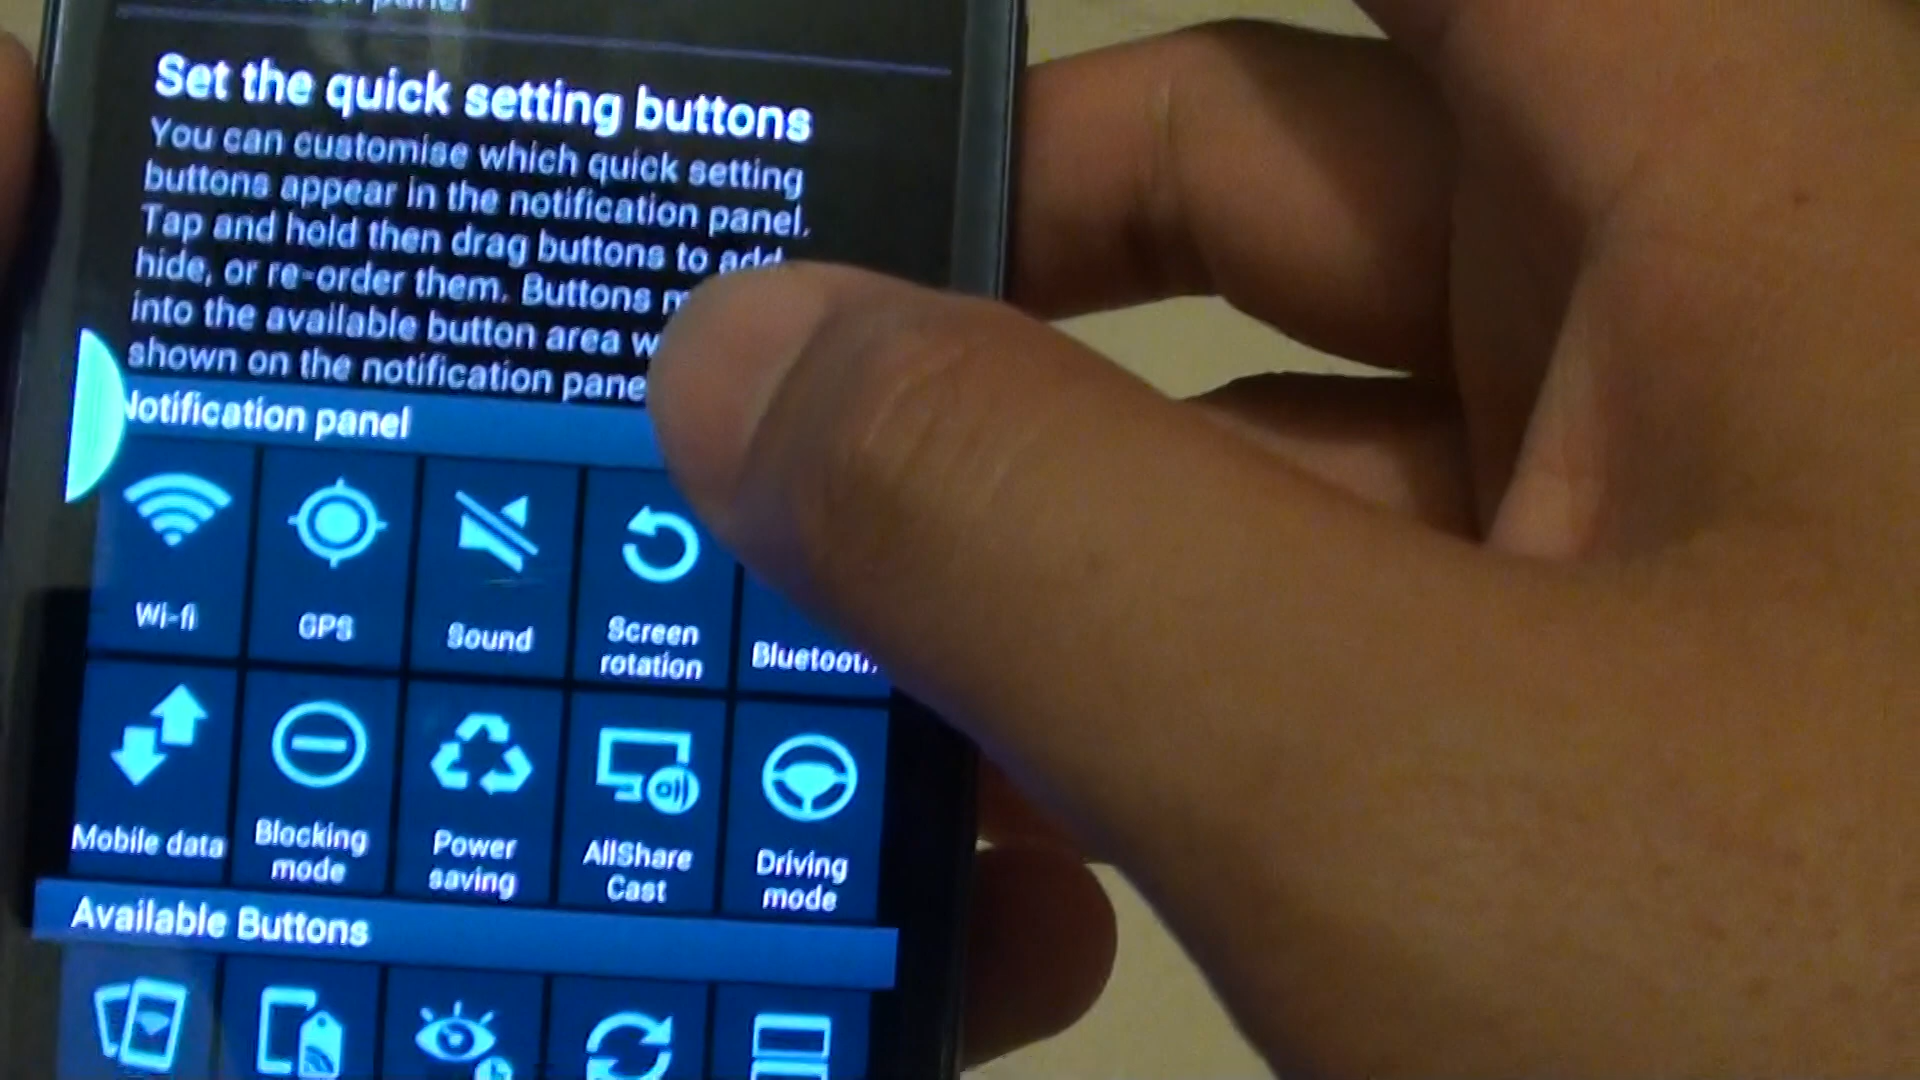 panel
Set the quick setting buttons
You can customise which quick setting
buttons appear in the notification panel.
Tap and hold then drag buttons to add
hide, or re-order them. Buttons
into the available button area
shown on the notification
Notification panel
Wi-fi
GPS
Sound
Screen
rotation
Bluetooth
Mobile data
Blocking
mode
Power
saving
AllShare
Cast
Driving
mode
Available Buttons